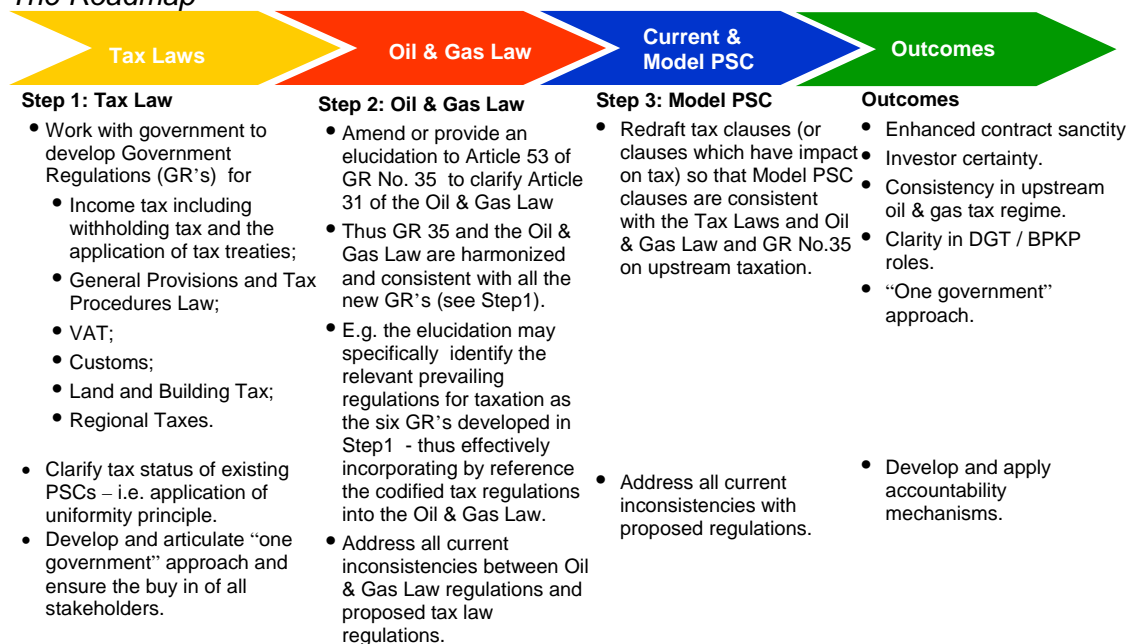 The Roadmap
Tax Laws
Oil & Gas Law
Current &
Model PSC
Outcomes
Step 1: Tax Law
• Work with government to
develop Government
Regulations (GR's) for
• Income tax including
withholding tax and the
application of tax treaties;
• General Provisions and Tax
Procedures Law;
• VAT;
• Customs;
• Land and Building Tax;
• Regional Taxes.
• Clarify tax status of existing
PSCs – i.e. application of
uniformity principle.
• Develop and articulate “one
government” approach and
ensure the buy in of all
stakeholders.
Step 2: Oil & Gas Law
• Amend or provide an
elucidation to Article 53 of
GR No. 35 to clarify Article
31 of the Oil & Gas Law
• Thus GR 35 and the Oil &
Gas Law are harmonized
and consistent with all the
new GR's (see Step1).
• E.g. the elucidation may
specifically identify the
relevant prevailing
regulations for taxation as
the six GR's developed in
Step1 - thus effectively
incorporating by reference
the codified tax regulations
into the Oil & Gas Law.
• Address all current
inconsistencies between Oil
& Gas Law regulations and
proposed tax law
regulations.
Step 3: Model PSC
• Redraft tax clauses (or
clauses which have impact
on tax) so that Model PSC
clauses are consistent
with the Tax Laws and Oil
& Gas Law and GR No.35
on upstream taxation.
• Address all current
inconsistencies with
proposed regulations.
Outcomes
• Enhanced contract sanctity
• Investor certainty.
• Consistency in upstream
oil & gas tax regime.
• Clarity in DGT / BPKP
roles.
• “One government”
approach.
• Develop and apply
accountability
mechanisms.